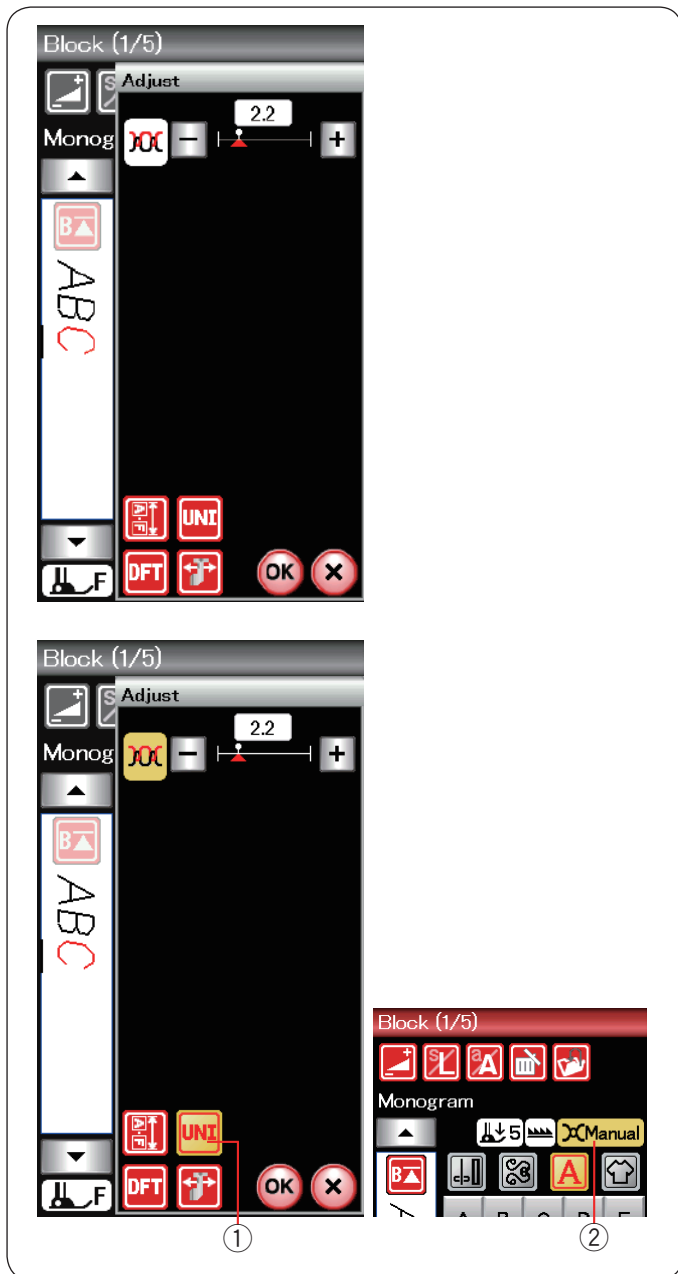 Block (1/5)
Adjust
2.2
Monog
B
ABC
A-F
UNI
F
DFT
OK
Block (1/5)
Adjust
2.2
Monog
B
ABC
A-F
UNI
F
DFT
OK
①
Block (1/5)
S L
a A
Monogram
5
Manual
B
A
②